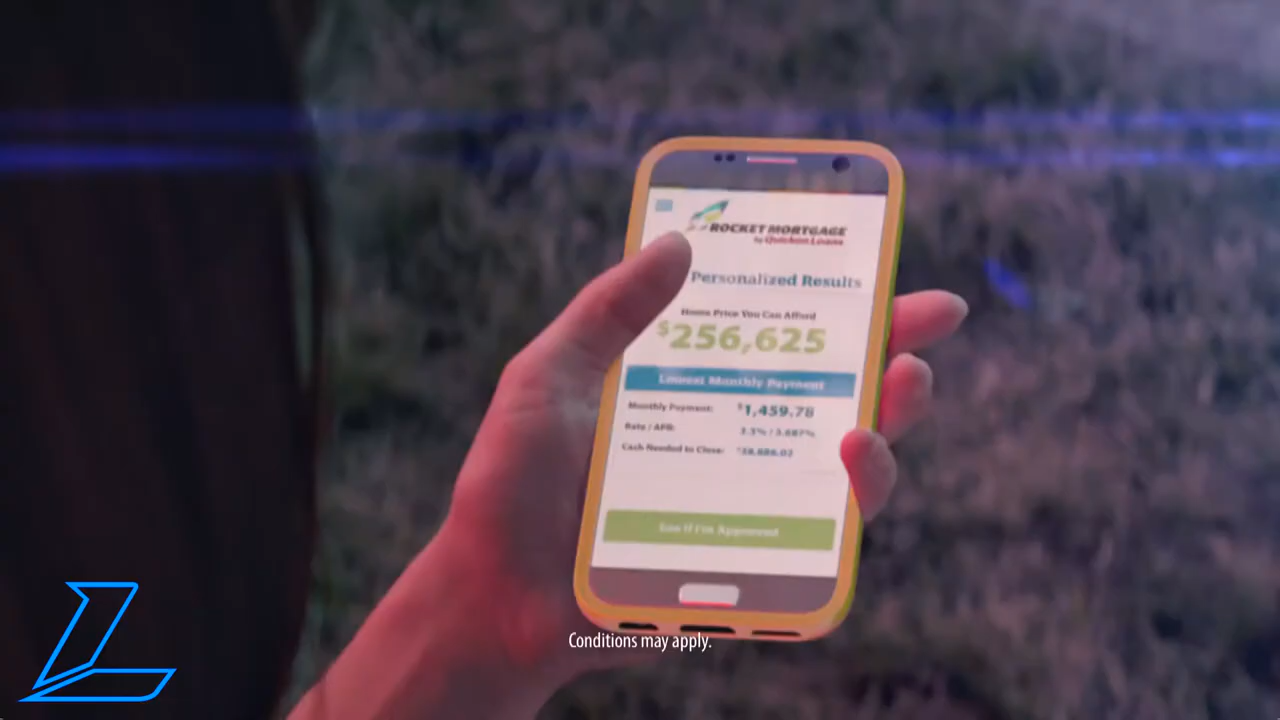 ROCKET MORTGAGE
by Quicken Loans
Personalized Results
Home Price You Can Afford
$256,625
Lowest Monthly Payment
Monthly Payment: $1,459.78
Rate / APR:
Cash Needed to Close:
See if I'm Approved
Conditions may apply.